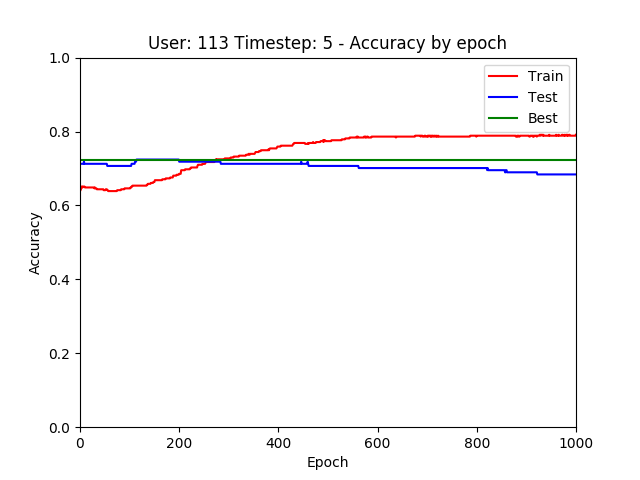 User: 113 Timestep: 5 - Accuracy by epoch
1.0
0.8
0.6
0.4
0.2
0.0
Accuracy
Train
Test
Best
0 200 400 600 800 1000
Epoch